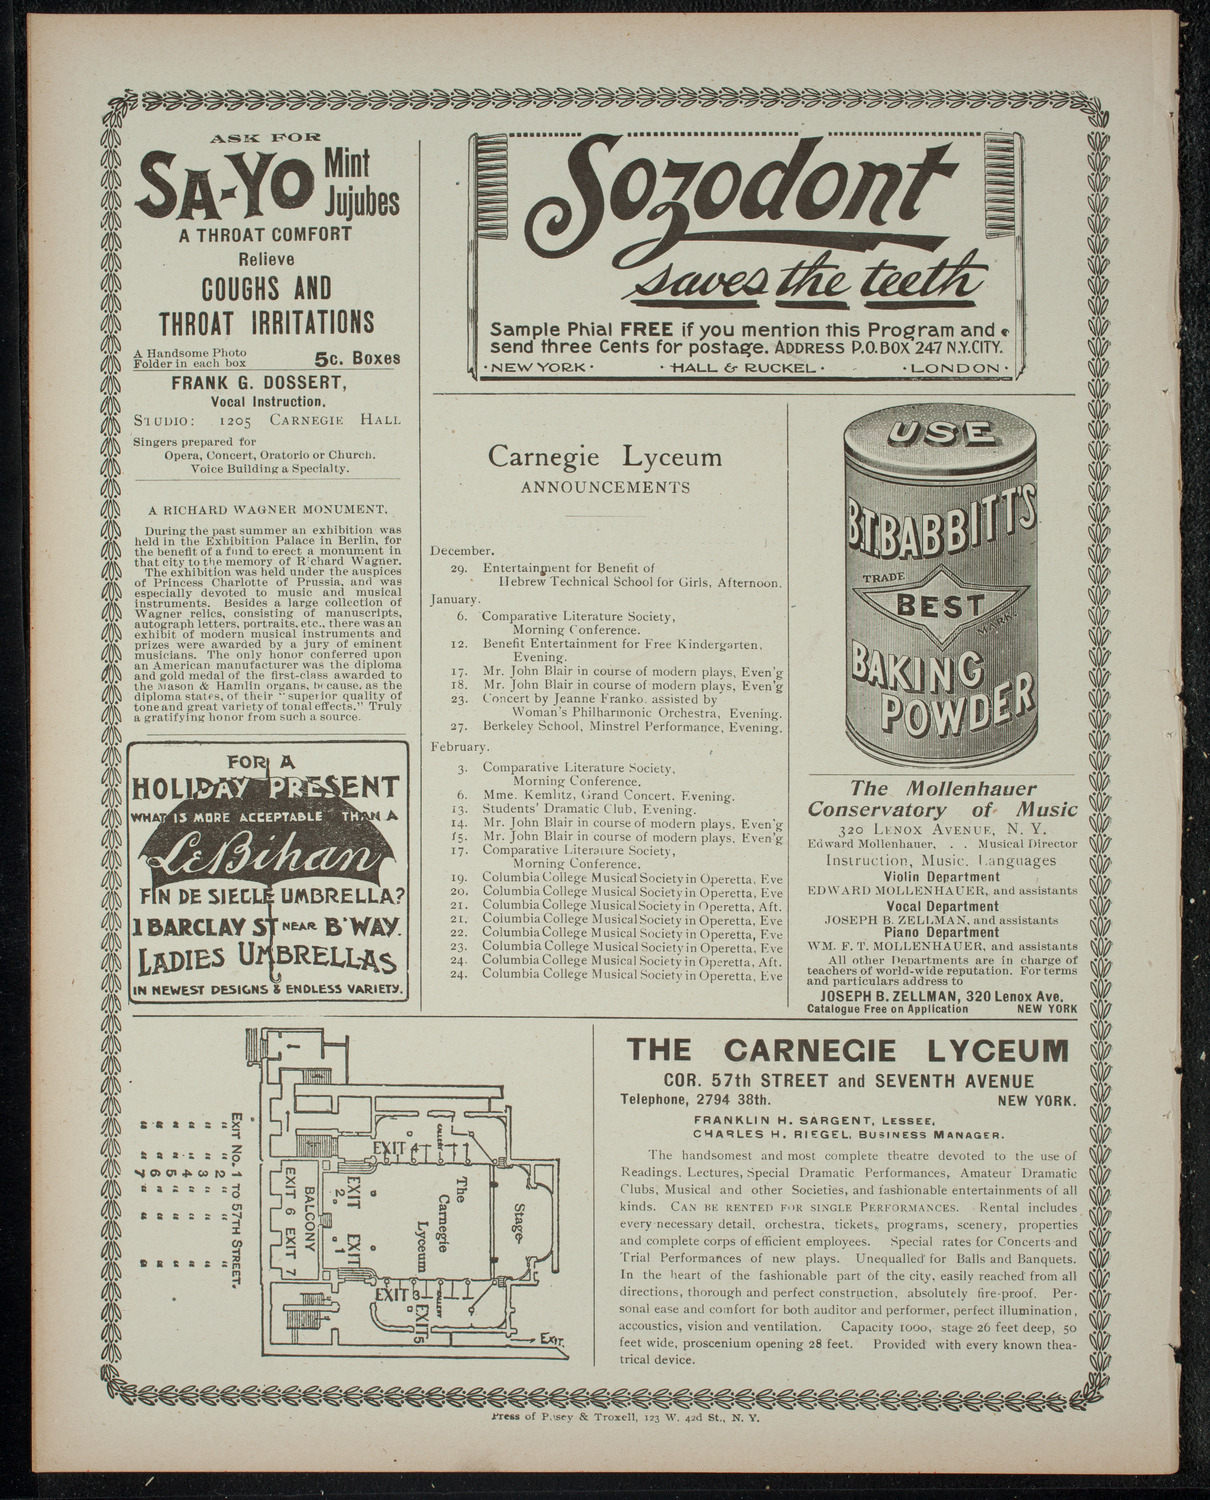 ASK FOR
SA-YO Mint
Jujubes
A THROAT COMFORT
Relieve
COUGHS AND
THROAT IRRITATIONS
A Handsome Photo
Folder in each box
5c. Boxes
FRANK G. DOSSERT,
Vocal Instruction.
STUDIO: 1205 CARNEGIE HALL
Singers prepared for
Opera, Concert, Oratorio or Church.
Voice Building a Specialty.
A RICHARD WAGNER MONUMENT.
During the past summer an exhibition was
held in the Exhibition Palace in Berlin, for
the benefit of a fund to erect a monument in
that city to the memory of Richard Wagner.
The exhibition was held under the auspices
of Princess Charlotte of Prussia, and was
especially devoted to music and musical
instruments. Besides a large collection of
Wagner relics, consisting of manuscripts,
autograph letters, portraits, etc., there was an
exhibit of modern musical instruments and
prizes were awarded by a jury of eminent
musicians. The only honor conferred upon
an American manufacturer was the diploma
and gold medal of the first-class awarded to
the Mason & Hamlin organs, because, as the
diploma states, of their "superior quality of
tone and great variety of tonal effects." Truly
a gratifying honor from such a source.
FOR A
HOLIDAY PRESENT
WHAT IS MORE ACCEPTABLE THAN A
LeBihan
FIN DE SIECLE UMBRELLA?
1 BARCLAY ST NEAR B'WAY.
LADIES UMBRELLAS
IN NEWEST DESIGNS & ENDLESS VARIETY.
Sozodont
saves the teeth
Sample Phial FREE if you mention this Program and
send three Cents for postage. ADDRESS P.O. BOX 247 N.Y. CITY.
· NEW YORK · · HALL & RUCKEL · · LONDON ·
Carnegie Lyceum
ANNOUNCEMENTS
December.
29. Entertainment for Benefit of
Hebrew Technical School for Girls, Afternoon.
January.
6. Comparative Literature Society,
Morning Conference.
12. Benefit Entertainment for Free Kindergarten,
Evening.
17. Mr. John Blair in course of modern plays, Even'g
18. Mr. John Blair in course of modern plays, Even'g
23. Concert by Jeanne Franko, assisted by
Woman's Philharmonic Orchestra, Evening.
27. Berkeley School, Minstrel Performance, Evening.
February.
3. Comparative Literature Society,
Morning Conference.
6. Mme. Kemlitz, Grand Concert, Evening.
13. Students' Dramatic Club, Evening.
14. Mr. John Blair in course of modern plays, Even'g
15. Mr. John Blair in course of modern plays, Even'g
17. Comparative Literature Society,
Morning Conference.
19. Columbia College Musical Society in Operetta, Eve
20. Columbia College Musical Society in Operetta, Eve
21. Columbia College Musical Society in Operetta, Aft.
21. Columbia College Musical Society in Operetta, Eve
22. Columbia College Musical Society in Operetta, Eve
23. Columbia College Musical Society in Operetta, Eve
24. Columbia College Musical Society in Operetta, Aft.
24. Columbia College Musical Society in Operetta, Eve
USE
B.T. BABBITT'S
TRADE
BEST
MARK
BAKING
POWDER
The Mollenhauer
Conservatory of Music
320 LENOX AVENUE, N. Y.
Edward Mollenhauer, . . Musical Director
Instruction, Music, Languages
Violin Department
EDWARD MOLLENHAUER, and assistants
Vocal Department
JOSEPH B. ZELLMAN, and assistants
Piano Department
WM. F. T. MOLLENHAUER, and assistants
All other Departments are in charge of
teachers of world-wide reputation. For terms
and particulars address to
JOSEPH B. ZELLMAN, 320 Lenox Ave.
Catalogue Free on Application NEW YORK
EXIT No. 1 TO 57TH STREET.
" " 2 " " "
" " 3 " " "
" " 4 " " "
" " 5 " " "
" " 6 " " "
" " 7 " " "
EXIT 4
GALLERY
BALCONY
EXIT 6 EXIT 7
EXIT 2
EXIT 1
The
Carnegie
Lyceum
Stage
EXIT 3
GALLERY
EXIT 5
EXIT.
THE CARNEGIE LYCEUM
COR. 57th STREET and SEVENTH AVENUE
Telephone, 2794 38th. NEW YORK.
FRANKLIN H. SARGENT, LESSEE,
CHARLES H. RIEGEL, BUSINESS MANAGER.
The handsomest and most complete theatre devoted to the use of
Readings, Lectures, Special Dramatic Performances, Amateur Dramatic
Clubs, Musical and other Societies, and fashionable entertainments of all
kinds. CAN BE RENTED FOR SINGLE PERFORMANCES. Rental includes
every necessary detail, orchestra, tickets, programs, scenery, properties
and complete corps of efficient employees. Special rates for Concerts and
Trial Performances of new plays. Unequalled for Balls and Banquets.
In the heart of the fashionable part of the city, easily reached from all
directions, thorough and perfect construction, absolutely fire-proof. Per-
sonal ease and comfort for both auditor and performer, perfect illumination,
accoustics, vision and ventilation. Capacity 1000, stage 26 feet deep, 50
feet wide, proscenium opening 28 feet. Provided with every known thea-
trical device.
Press of Pusey & Troxell, 123 W. 42d St., N. Y.